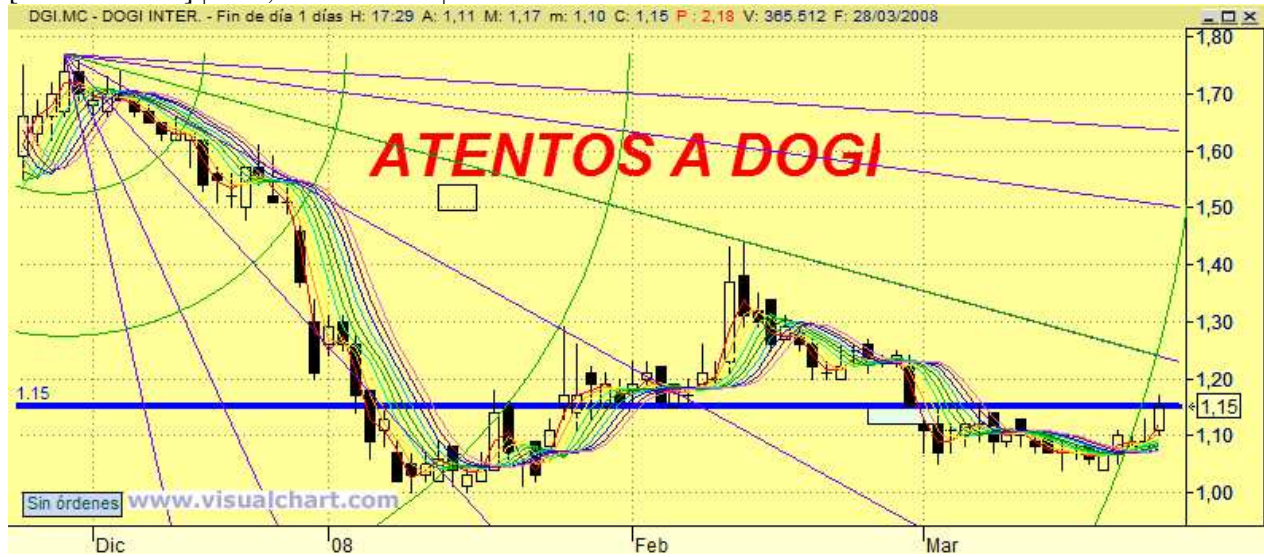 DGI.MC - DOGI INTER. - Fin de día 1 días H: 17:29 A: 1,11 M: 1,17 m: 1,10 C: 1,15 P : 2,18 V: 365.512 F: 28/03/2008
1,80
1,70
ATENTOS A DOGI
1,60
1,50
1,40
1,30
1,20
1.15
1,15
1,10
Sin órdenes
www.visualchart.com
1,00
Dic
'08
Feb
Mar